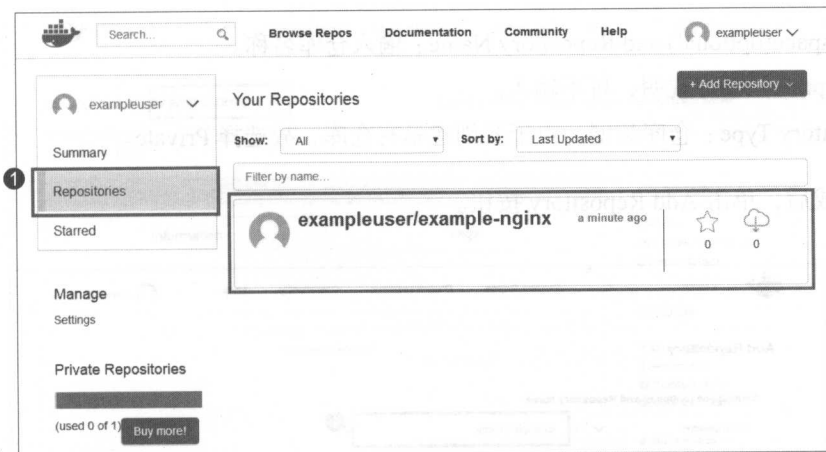 Search...
Browse Repos
Documentation
Community
Help
exampleuser
exampleuser
Summary
1
Repositories
Starred
Manage
Settings
Private Repositories
(used 0 of 1)
Buy more!
Your Repositories
+ Add Repository
Show:
All
Sort by:
Last Updated
Filter by name...
exampleuser/example-nginx
a minute ago
0
0